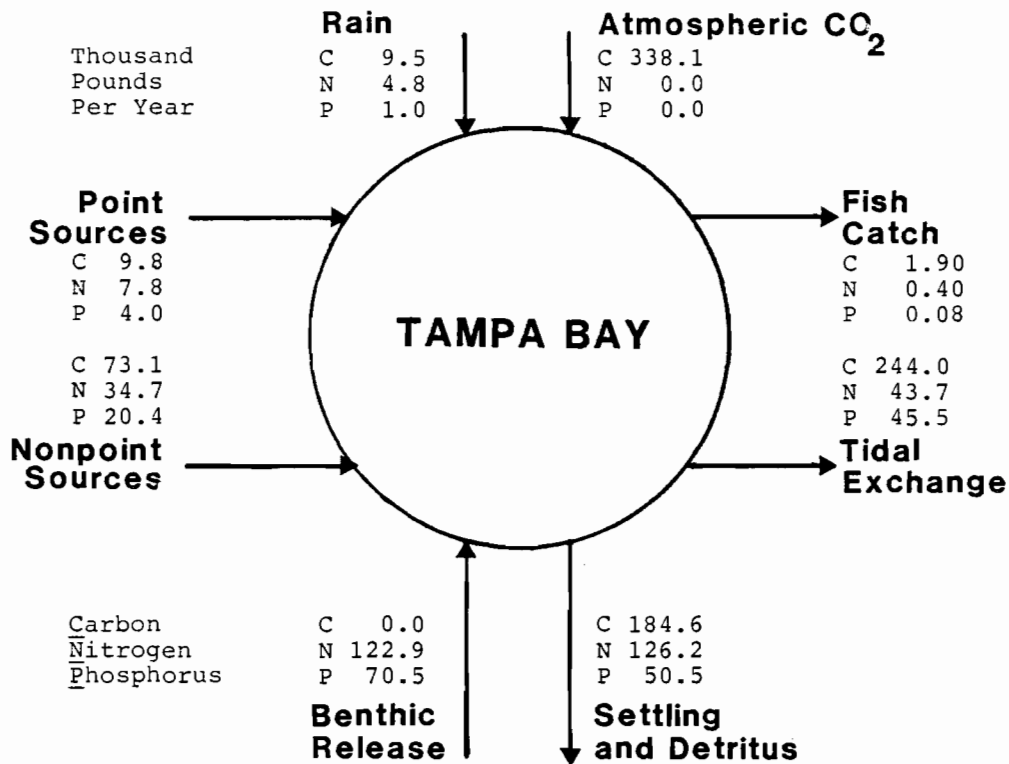 Rain
Atmospheric CO2
Thousand
Pounds
Per Year
C 9.5
N 4.8
P 1.0
C 338.1
N 0.0
P 0.0
Point
Sources
C 9.8
N 7.8
P 4.0
Fish
Catch
C 1.90
N 0.40
P 0.08
TAMPA BAY
C 73.1
N 34.7
P 20.4
Nonpoint
Sources
C 244.0
N 43.7
P 45.5
Tidal
Exchange
Carbon
Nitrogen
Phosphorus
C 0.0
N 122.9
P 70.5
Benthic
Release
C 184.6
N 126.2
P 50.5
Settling
and Detritus